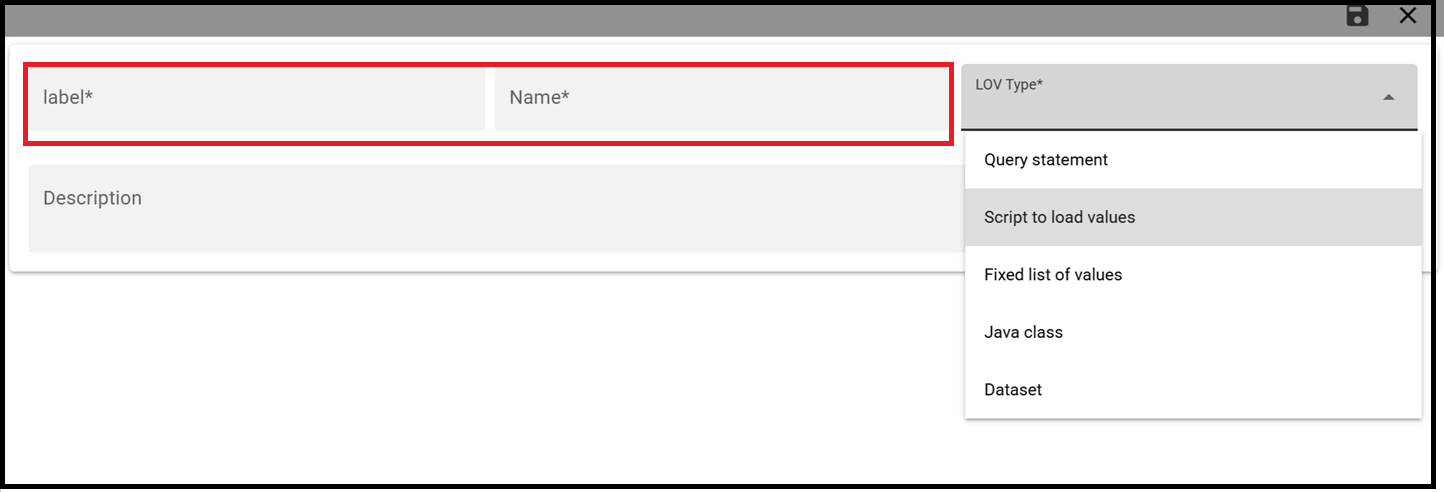 label*
Name*
LOV Type*
Description
Query statement
Script to load values
Fixed list of values
Java class
Dataset